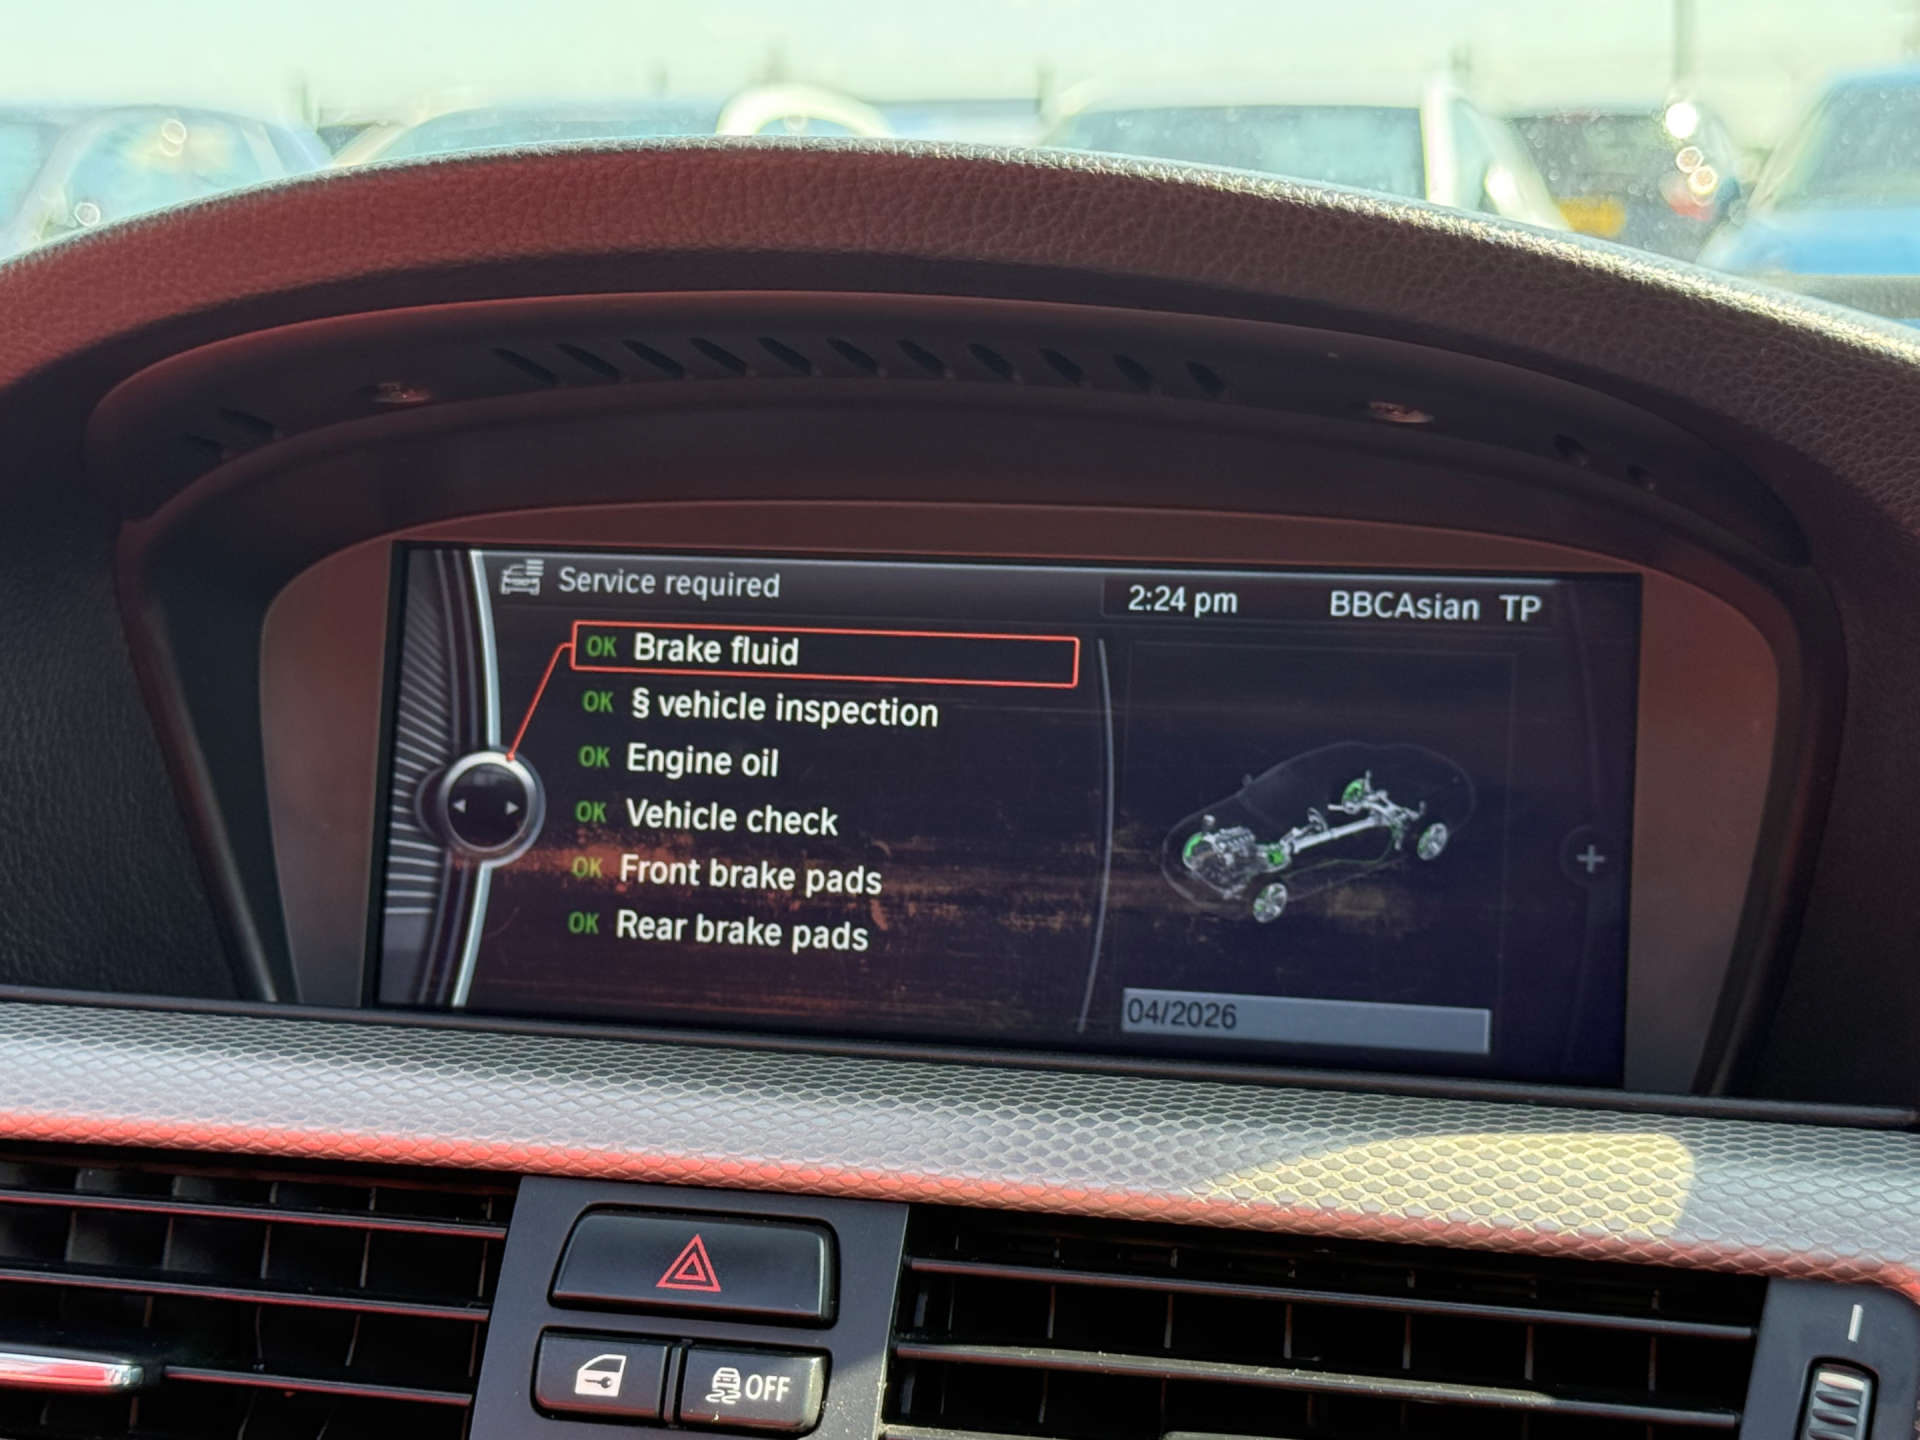 Service required
2:24 pm BBCAsian TP
OK Brake fluid
OK § vehicle inspection
OK Engine oil
OK Vehicle check
OK Front brake pads
OK Rear brake pads
+
04/2026
OFF